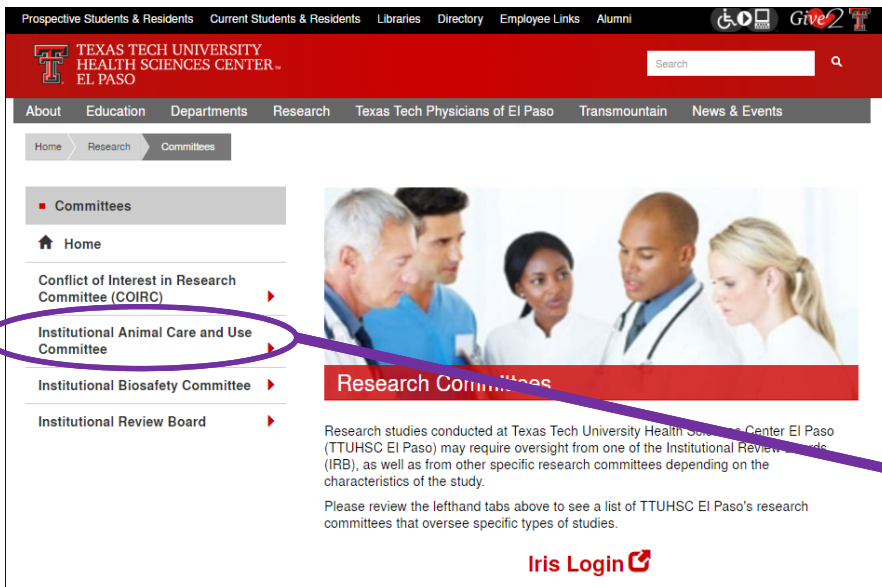 Prospective Students & Residents Current Students & Residents Libraries Directory Employee Links Alumni Give2
TEXAS TECH UNIVERSITY
HEALTH SCIENCES CENTER™
EL PASO
Search
About Education Departments Research Texas Tech Physicians of El Paso Transmountain News & Events
Home Research Committees
Committees
Home
Conflict of Interest in Research
Committee (COIRC)
Institutional Animal Care and Use
Committee
Institutional Biosafety Committee
Institutional Review Board
Research Committees
Research studies conducted at Texas Tech University Health Sciences Center El Paso
(TTUHSC El Paso) may require oversight from one of the Institutional Review Boards
(IRB), as well as from other specific research committees depending on the
characteristics of the study.
Please review the lefthand tabs above to see a list of TTUHSC El Paso's research
committees that oversee specific types of studies.
Iris Login